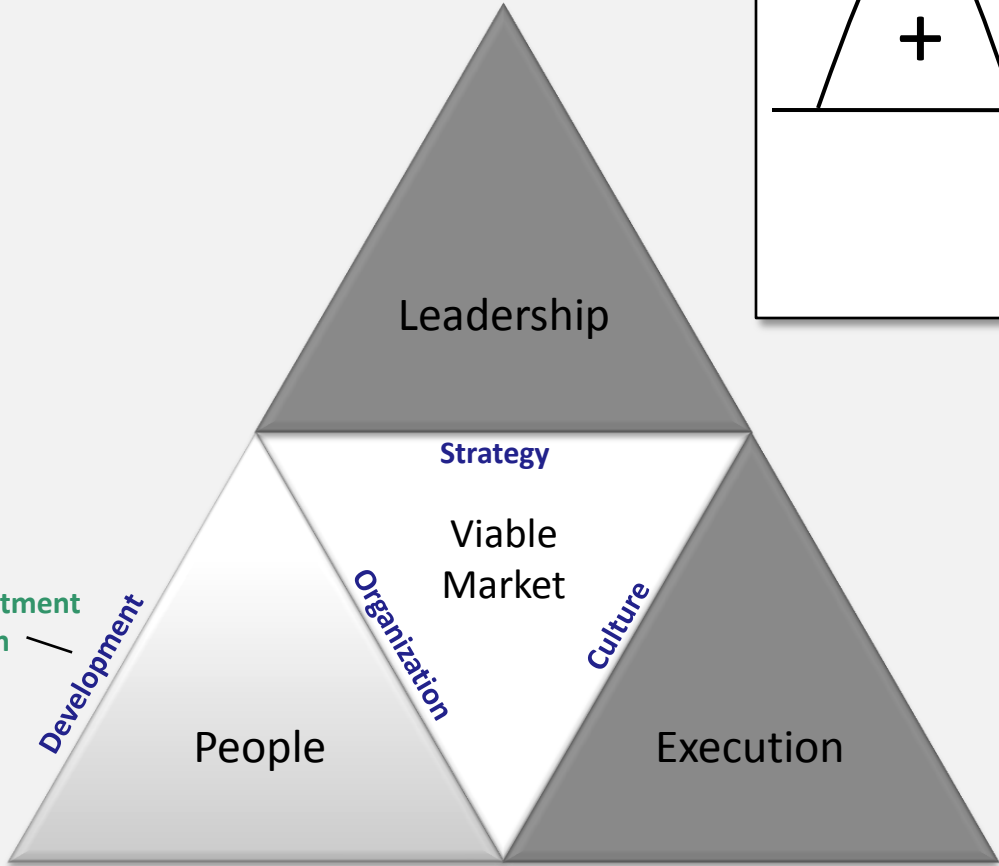 +
Leadership
Strategy
Viable
Market
Organization
Culture
Development
People
Execution